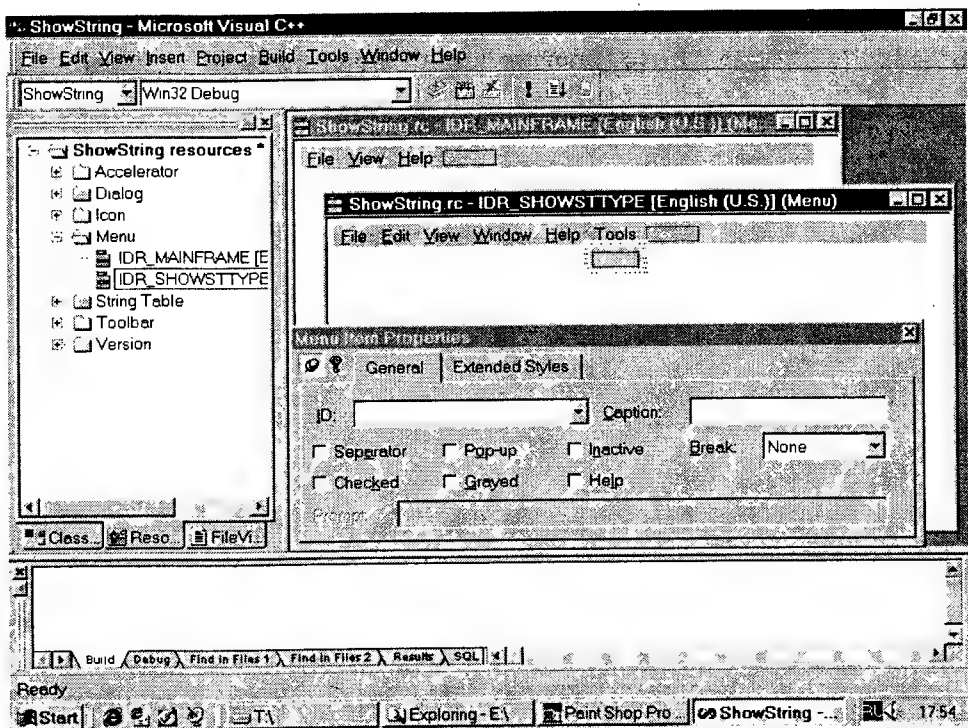 ShowString - Microsoft Visual C++
File Edit View Insert Project Build Tools Window Help
ShowString Win32 Debug
ShowString resources *
Accelerator
Dialog
Icon
Menu
IDR_MAINFRAME [E
IDR_SHOWSTTYPE
String Table
Toolbar
Version
Class... Reso... FileVi...
ShowString.rc - IDR_MAINFRAME [English (U.S.)] (Me...
File View Help
ShowString.rc - IDR_SHOWSTTYPE [English (U.S.)] (Menu)
File Edit View Window Help Tools
Menu Item Properties
General Extended Styles
ID: Caption:
Separator Pop-up Inactive Break: None
Checked Grayed Help
Prompt:
Build Debug Find in Files 1 Find in Files 2 Results SQL
Ready
Start T:\ Exploring - E:\ Paint Shop Pro ... ShowString -... RU 17:54